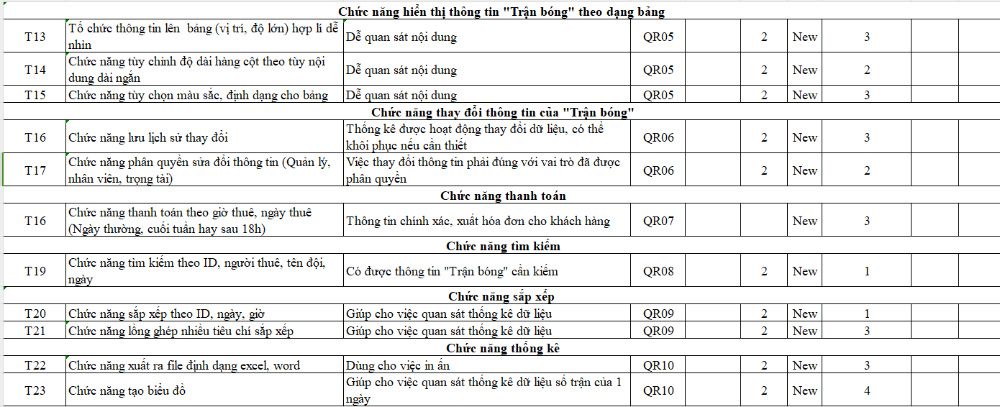 Chức năng hiển thị thông tin "Trận bóng" theo dạng bảng
T13 Tổ chức thông tin lên bảng (vị trí, độ lớn) hợp lí dễ
nhìn Dễ quan sát nội dung QR05 2 New 3
T14 Chức năng tùy chỉnh độ dài hàng cột theo tùy nội
dung dài ngắn Dễ quan sát nội dung QR05 2 New 2
T15 Chức năng tùy chọn màu sắc, định dạng cho bảng Dễ quan sát nội dung QR05 2 New 3
Chức năng thay đổi thông tin của "Trận bóng"
T16 Chức năng lưu lịch sử thay đổi Thống kê được hoạt động thay đổi dữ liệu, có thể
khôi phục nếu cần thiết QR06 2 New 3
T17 Chức năng phân quyền sửa đổi thông tin (Quản lý,
nhân viên, trọng tài) Việc thay đổi thông tin phải đúng với vai trò đã được
phân quyền QR06 2 New 2
Chức năng thanh toán
T16 Chức năng thanh toán theo giờ thuê, ngày thuê
(Ngày thường, cuối tuần hay sau 18h) Thông tin chính xác, xuất hóa đơn cho khách hàng QR07 New 3
Chức năng tìm kiếm
T19 Chức năng tìm kiếm theo ID, người thuê, tên đội,
ngày Có được thông tin "Trận bóng" cần kiếm QR08 2 New 1
Chức năng sắp xếp
T20 Chức năng sắp xếp theo ID, ngày, giờ Giúp cho việc quan sát thống kê dữ liệu QR09 2 New 1
T21 Chức năng lồng ghép nhiều tiêu chí sắp xếp Giúp cho việc quan sát thống kê dữ liệu QR09 2 New 3
Chức năng thống kê
T22 Chức năng xuất ra file định dạng excel, word Dùng cho việc in ấn QR10 2 New 3
T23 Chức năng tạo biểu đồ Giúp cho việc quan sát thống kê dữ liệu số trận của 1
ngày QR10 2 New 4